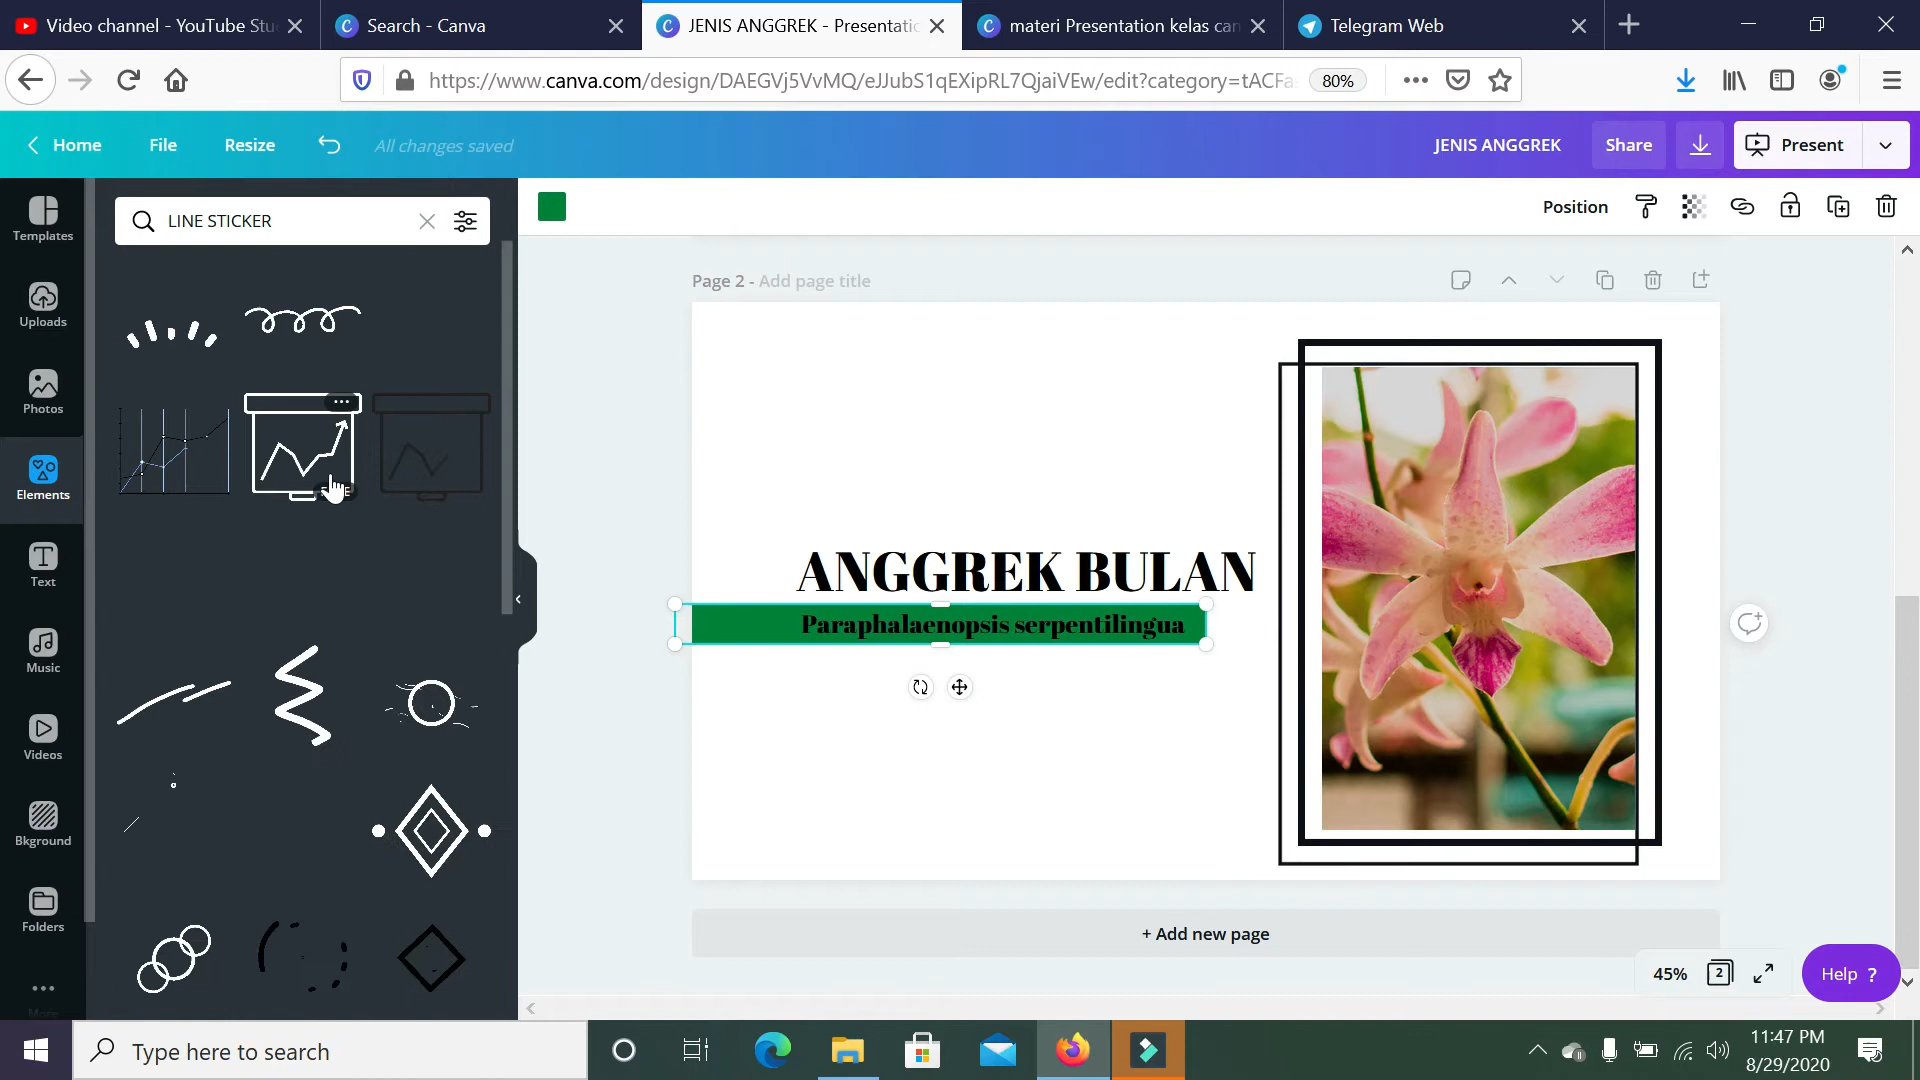 Video channel - YouTube Stu
Search - Canva
JENIS ANGGREK - Presentatio
materi Presentation kelas can
Telegram Web
https://www.canva.com/design/DAEGVj5VvMQ/eJJubS1qEXipRL7QjaiVEw/edit?category=tACFa
80%
Home
File
Resize
All changes saved
JENIS ANGGREK
Share
Present
Templates
Uploads
Photos
Elements
Text
Music
Videos
Bkground
Folders
More
LINE STICKER
Position
Page 2 - Add page title
ANGGREK BULAN
Paraphalaenopsis serpentilingua
+ Add new page
45%
2
Help ?
Type here to search
11:47 PM
8/29/2020